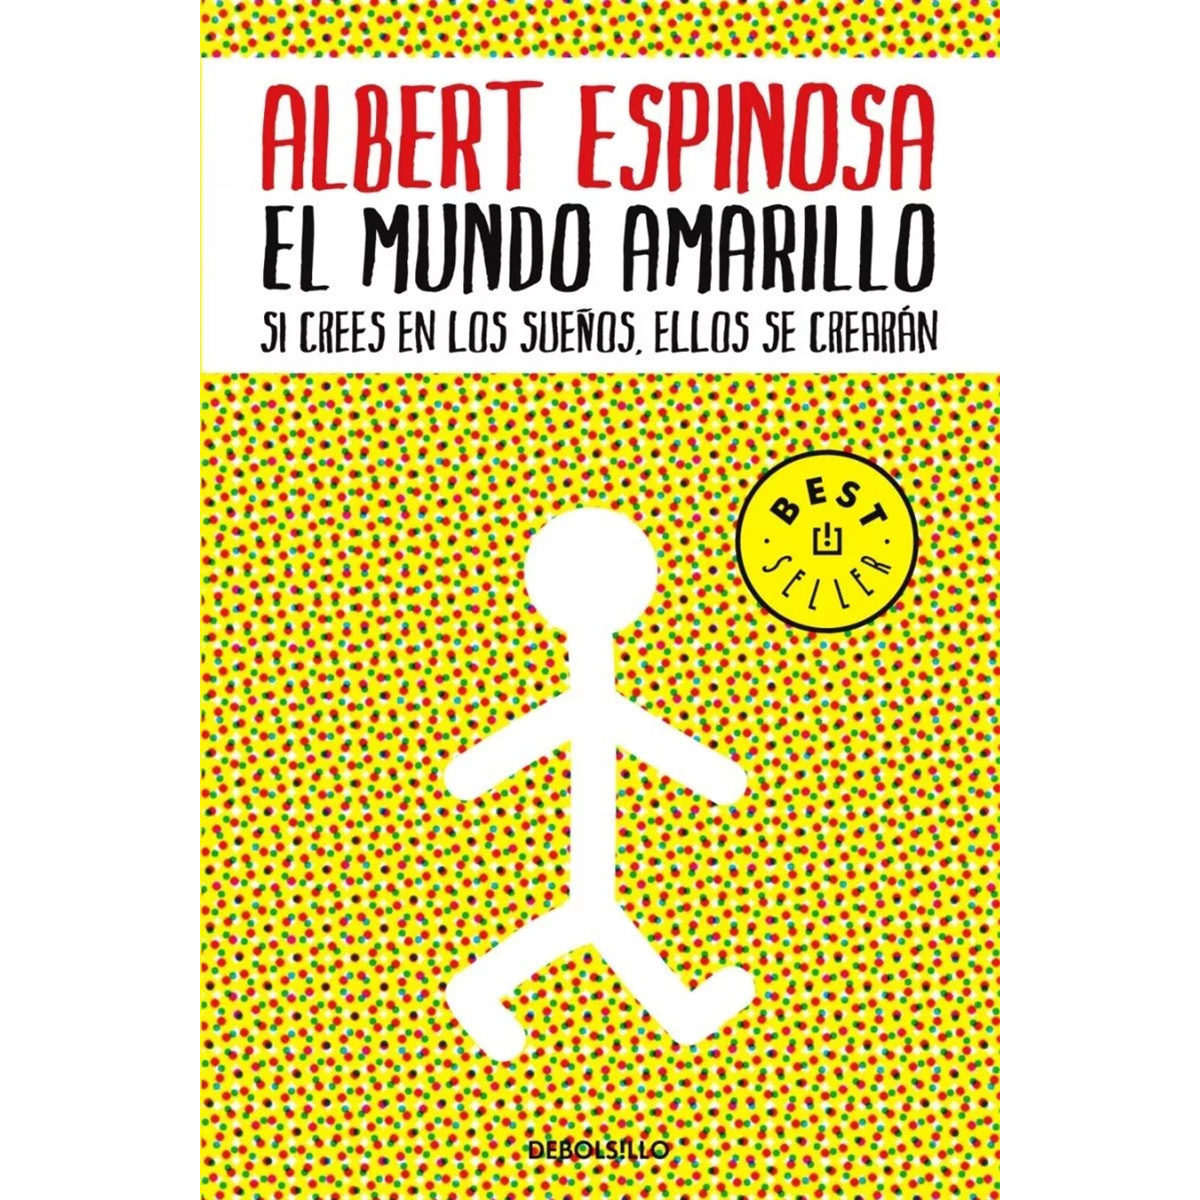 ALBERT ESPINOSA
EL MUNDO AMARILLO
SI CREES EN LOS SUEÑOS, ELLOS SE CREARÁN
BEST
SELLER
DEBOLS!LLO